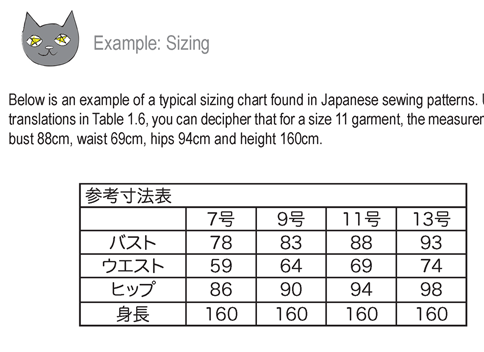 Example: Sizing
Below is an example of a typical sizing chart found in Japanese sewing patterns.
translations in Table 1.6, you can decipher that for a size 11 garment, the
bust 88cm, waist 69cm, hips 94cm and height 160cm.
参考寸法表
7号 9号 11号 13号
バスト 78 83 88 93
ウエスト 59 64 69 74
ヒップ 86 90 94 98
身長 160 160 160 160